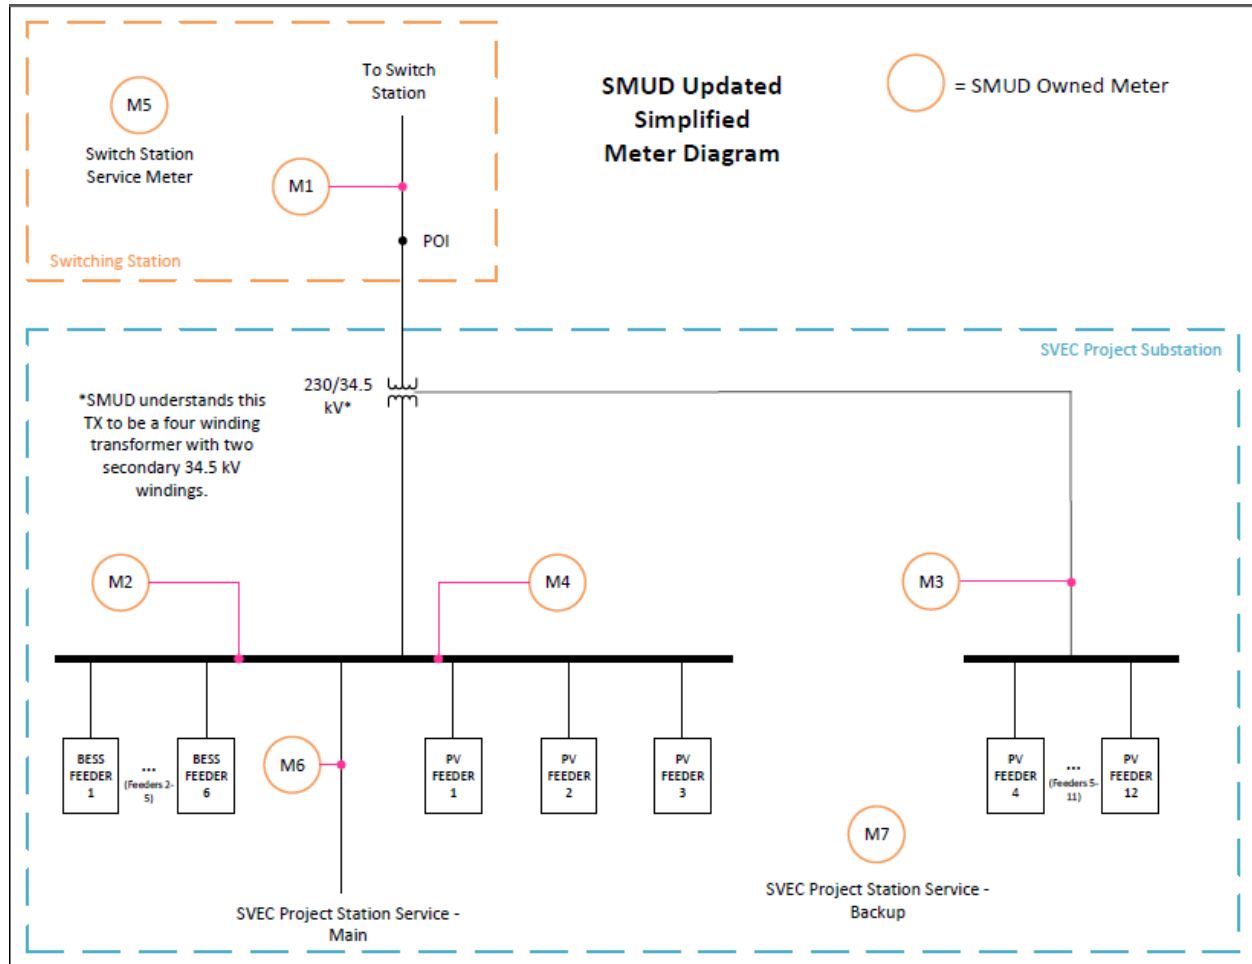 SMUD Updated
Simplified
Meter Diagram
= SMUD Owned Meter
To Switch
Station
M5
Switch Station
Service Meter
M1
POI
Switching Station
SVEC Project Substation
230/34.5
kV*
*SMUD understands this
TX to be a four winding
transformer with two
secondary 34.5 kV
windings.
M2
M4
M3
BESS
FEEDER
1
...
(Feeders 2-
5)
BESS
FEEDER
6
M6
PV
FEEDER
1
PV
FEEDER
2
PV
FEEDER
3
PV
FEEDER
4
...
(Feeders 5-
11)
PV
FEEDER
12
M7
SVEC Project Station Service -
Main
SVEC Project Station Service -
Backup